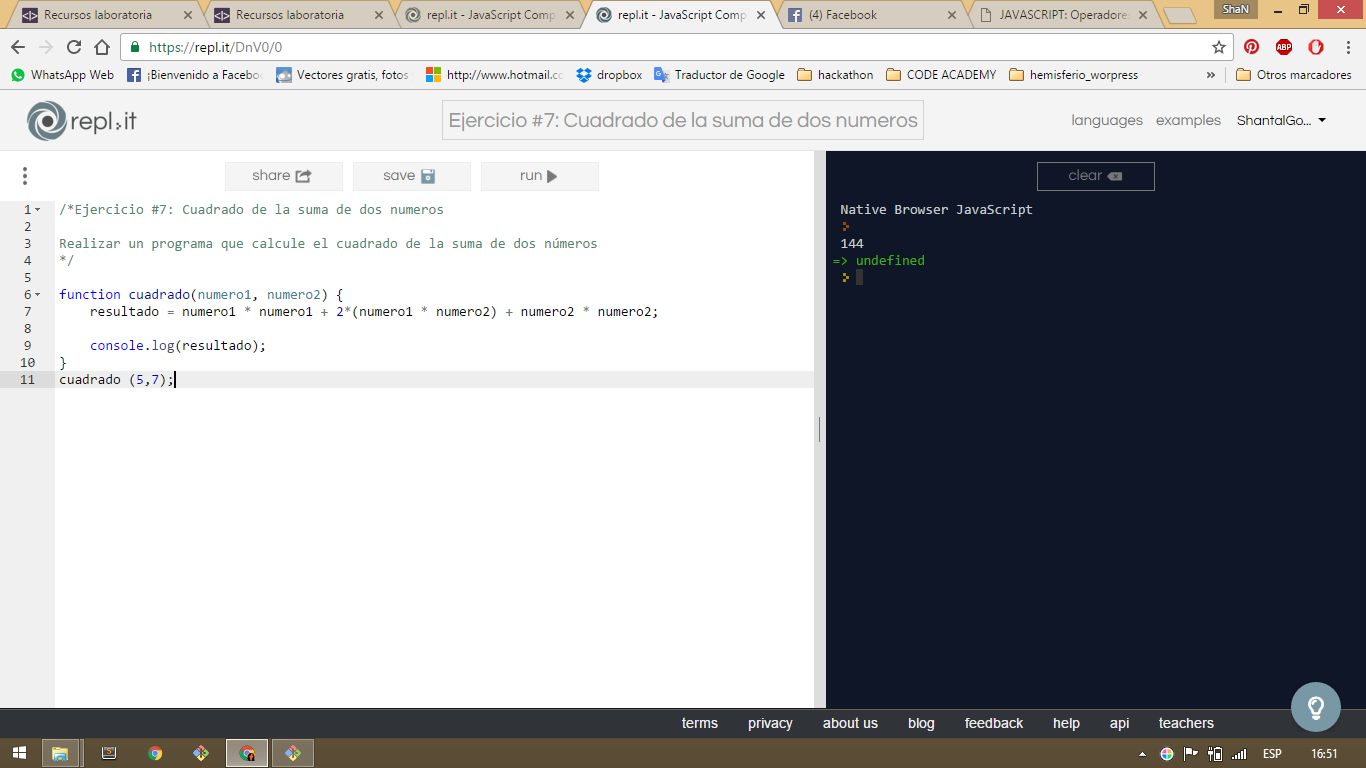 Recursos laboratoria
Recursos laboratoria
repl.it - JavaScript Comp
repl.it - JavaScript Comp
(4) Facebook
JAVASCRIPT: Operadore
ShaN
https://repl.it/DnV0/0
ABP
WhatsApp Web
¡Bienvenido a Facebo
Vectores gratis, fotos
http://www.hotmail.co
dropbox
Traductor de Google
hackathon
CODE ACADEMY
hemisferio_worpress
»
Otros marcadores
repl.it
Ejercicio #7: Cuadrado de la suma de dos numeros
languages
examples
ShantalGo...
share
save
run
clear
1 /*Ejercicio #7: Cuadrado de la suma de dos numeros
2
3 Realizar un programa que calcule el cuadrado de la suma de dos números
4 */
5
6 function cuadrado(numero1, numero2) {
7 resultado = numero1 * numero1 + 2*(numero1 * numero2) + numero2 * numero2;
8
9 console.log(resultado);
10 }
11 cuadrado (5,7);
Native Browser JavaScript
144
=> undefined
terms
privacy
about us
blog
feedback
help
api
teachers
ESP
16:51